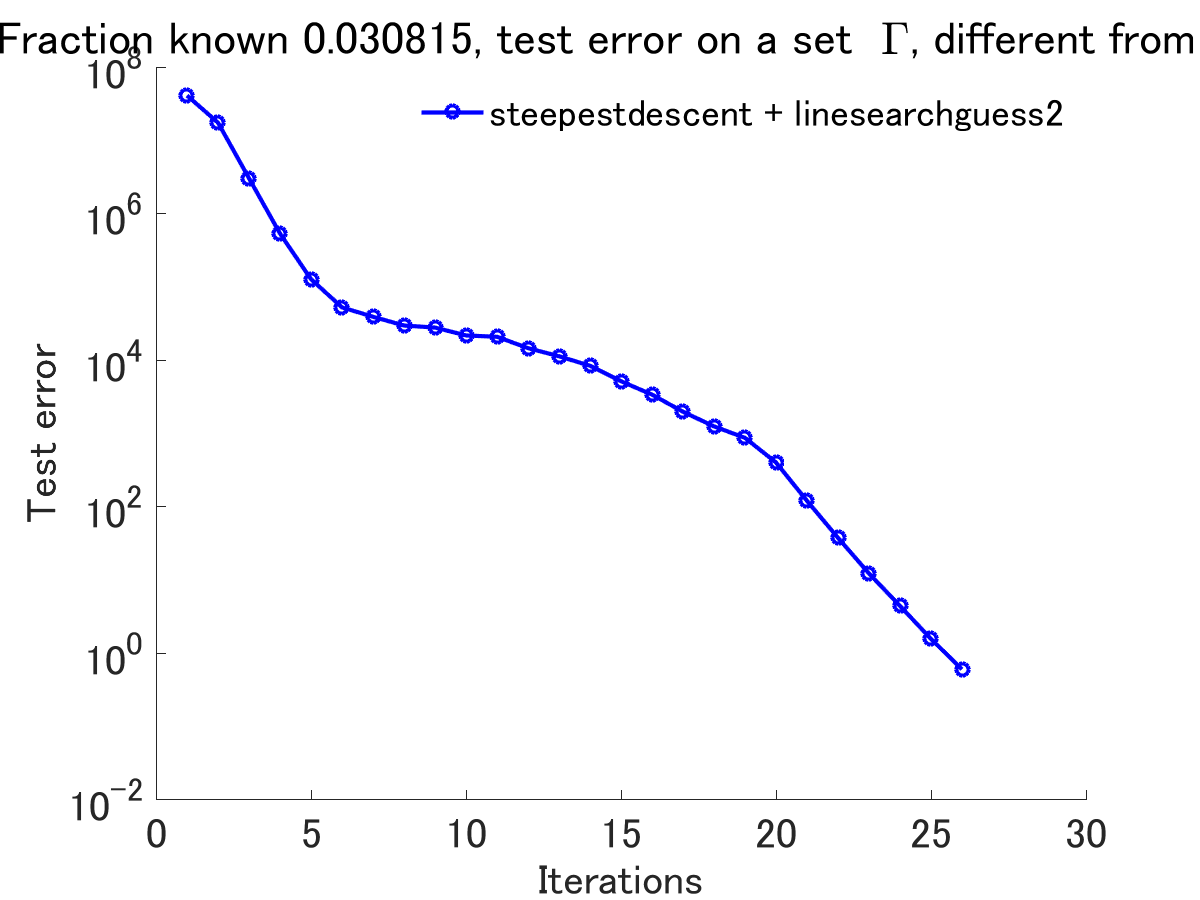 Fraction known 0.030815, test error on a set Γ, different from
steepestdescent + linesearchguess2
10^8
10^6
10^4
10^2
10^0
10^-2
Test error
0 5 10 15 20 25 30
Iterations